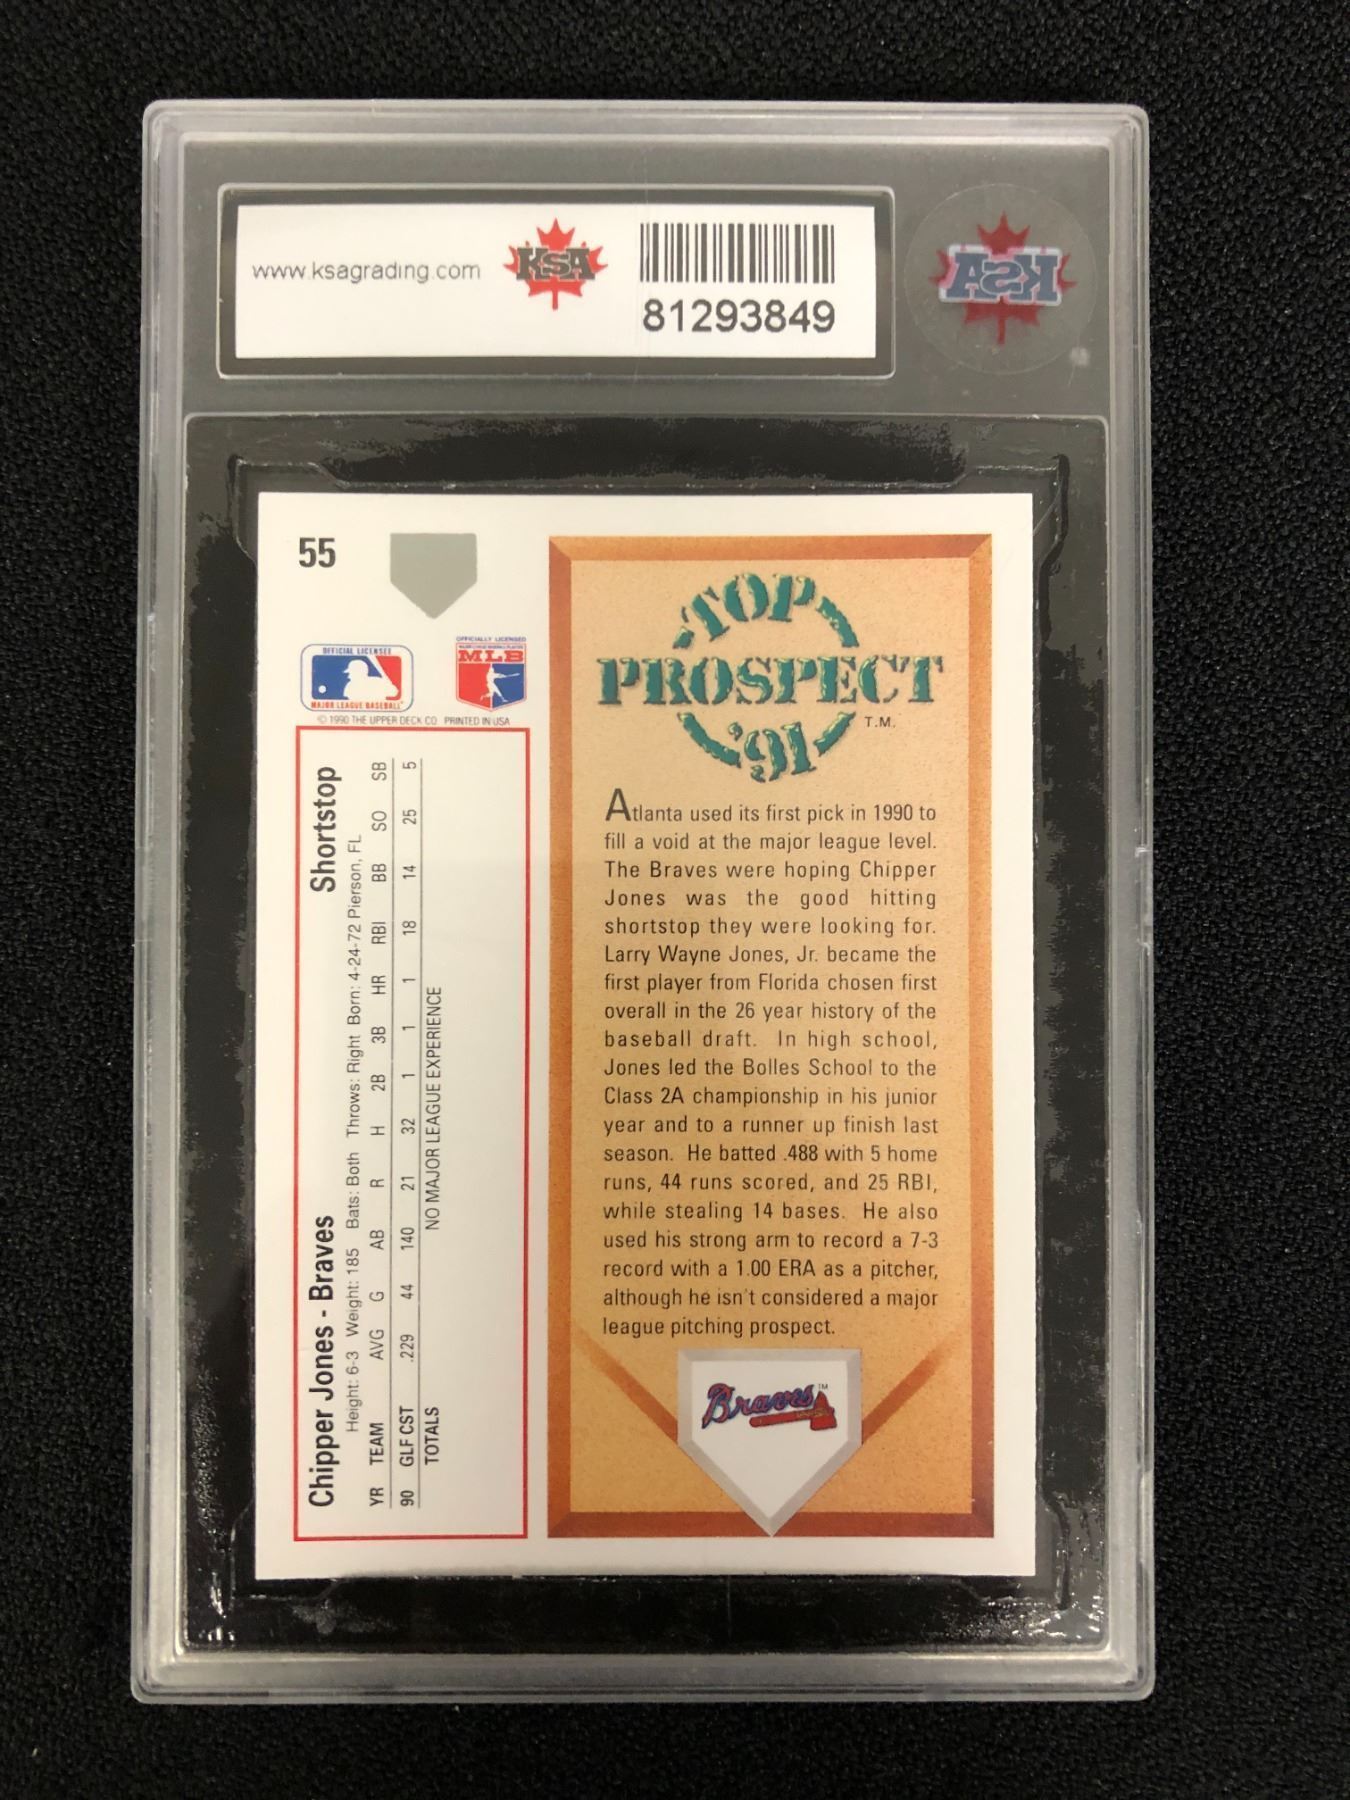 www.ksagrading.com
KSA
81293849
KSA
55
OFFICIAL LICENSEE
MAJOR LEAGUE BASEBALL
OFFICIALLY LICENSED
MLB
© 1990 THE UPPER DECK CO. PRINTED IN USA
Chipper Jones - Braves Shortstop
Height: 6-3 Weight: 185 Bats: Both Throws: Right Born: 4-24-72 Pierson, FL
YR TEAM AVG G AB R H 2B 3B HR RBI BB SO SB
90 GLF CST .229 44 140 21 32 1 1 1 18 14 25 5
TOTALS NO MAJOR LEAGUE EXPERIENCE
TOP
PROSPECT
'91
T.M.
Atlanta used its first pick in 1990 to
fill a void at the major league level.
The Braves were hoping Chipper
Jones was the good hitting
shortstop they were looking for.
Larry Wayne Jones, Jr. became the
first player from Florida chosen first
overall in the 26 year history of the
baseball draft. In high school,
Jones led the Bolles School to the
Class 2A championship in his junior
year and to a runner up finish last
season. He batted .488 with 5 home
runs, 44 runs scored, and 25 RBI,
while stealing 14 bases. He also
used his strong arm to record a 7-3
record with a 1.00 ERA as a pitcher,
although he isn't considered a major
league pitching prospect.
Braves™